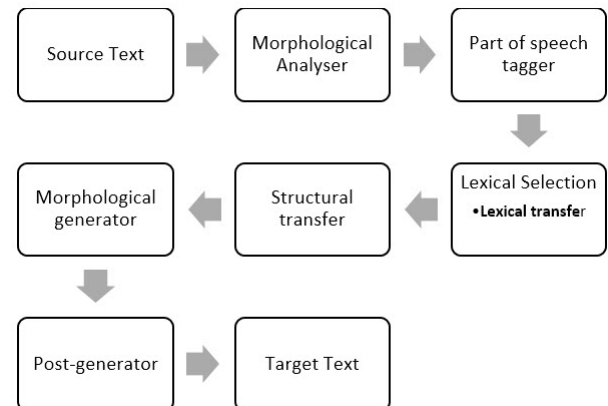 Source Text
Morphological
Analyser
Part of speech
tagger
Lexical Selection
•Lexical transfer
Structural
transfer
Morphological
generator
Post-generator
Target Text